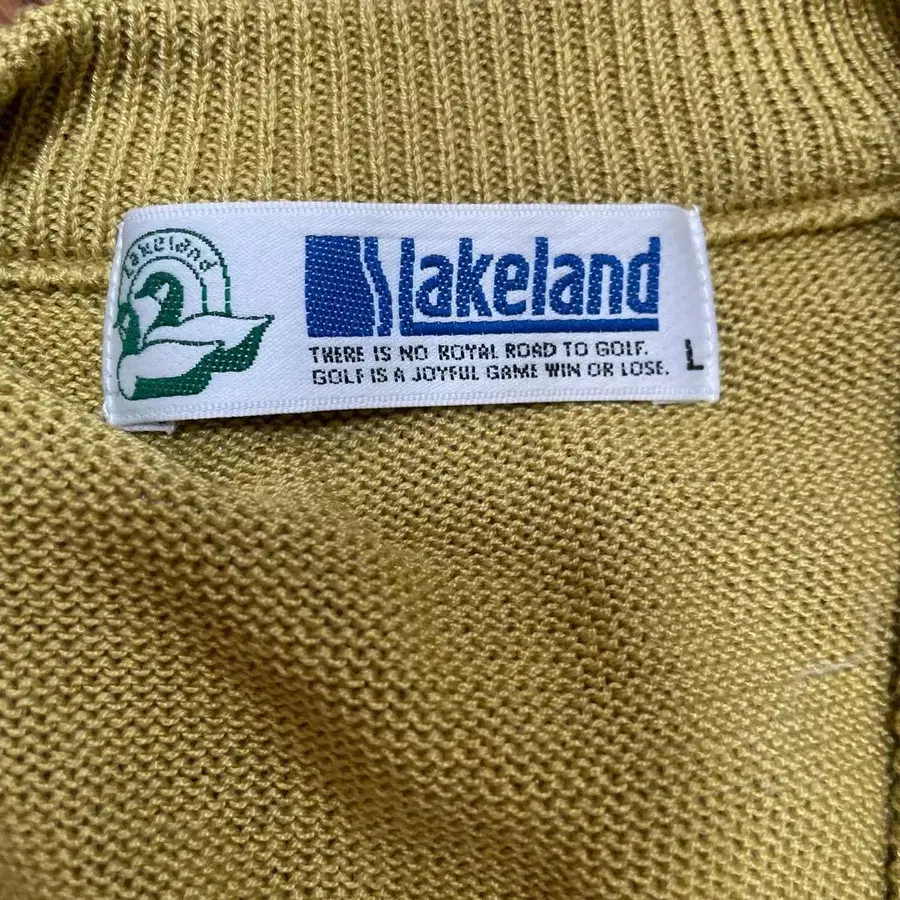 Lakeland
Lakeland
THERE IS NO ROYAL ROAD TO GOLF.
GOLF IS A JOYFUL GAME WIN OR LOSE.
L